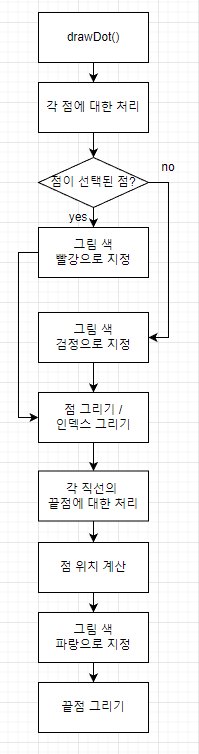 drawDot()
각 점에 대한 처리
점이 선택된 점?
no
yes
그림 색
빨강으로 지정
그림 색
검정으로 지정
점 그리기 /
인덱스 그리기
각 직선의
끝점에 대한 처리
점 위치 계산
그림 색
파랑으로 지정
끝점 그리기